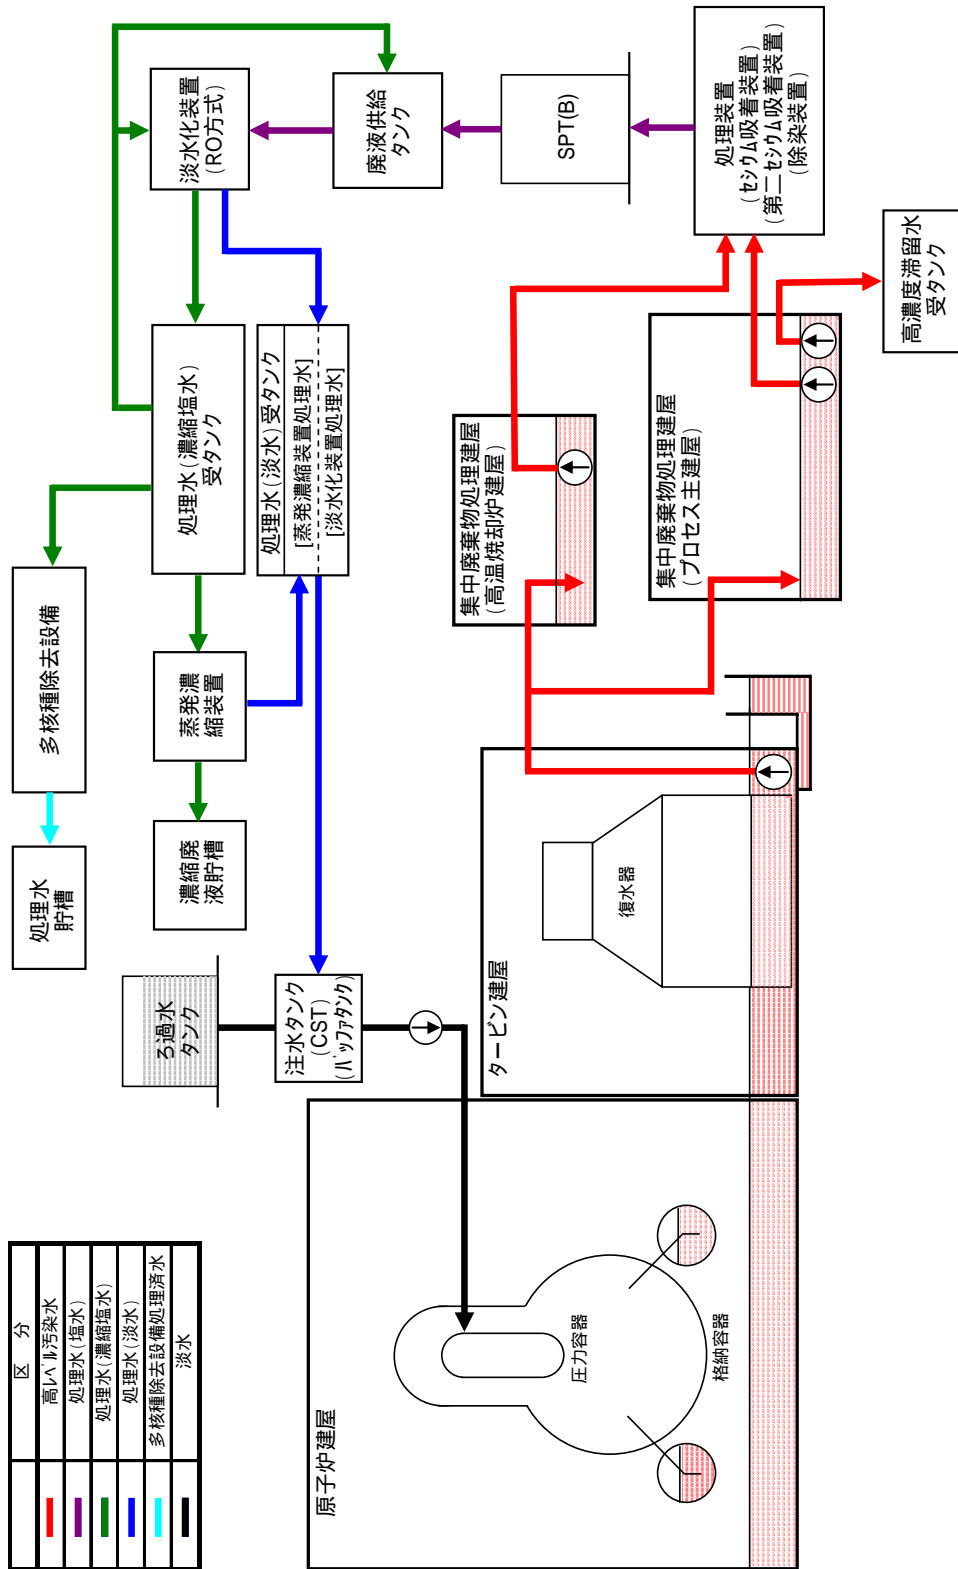 区　分
高ﾚﾍﾞﾙ汚染水
処理水(塩水)
処理水(濃縮塩水)
処理水(淡水)
多核種除去設備処理済水
淡水
原子炉建屋
圧力容器
格納容器
タービン建屋
復水器
ろ過水
タンク
注水タンク
(CST)
(ﾊﾞｯﾌｧﾀﾝｸ)
処理水
貯槽
多核種除去設備
濃縮廃
液貯槽
蒸発濃
縮装置
処理水(濃縮塩水)
受タンク
処理水(淡水)受タンク
[蒸発濃縮装置処理水]
[淡水化装置処理水]
淡水化装置
(RO方式)
廃液供給
タンク
SPT(B)
処理装置
(ｾｼｳﾑ吸着装置)
(第二ｾｼｳﾑ吸着装置)
(除染装置)
集中廃棄物処理建屋
(高温焼却炉建屋)
集中廃棄物処理建屋
(プロセス主建屋)
高濃度滞留水
受タンク